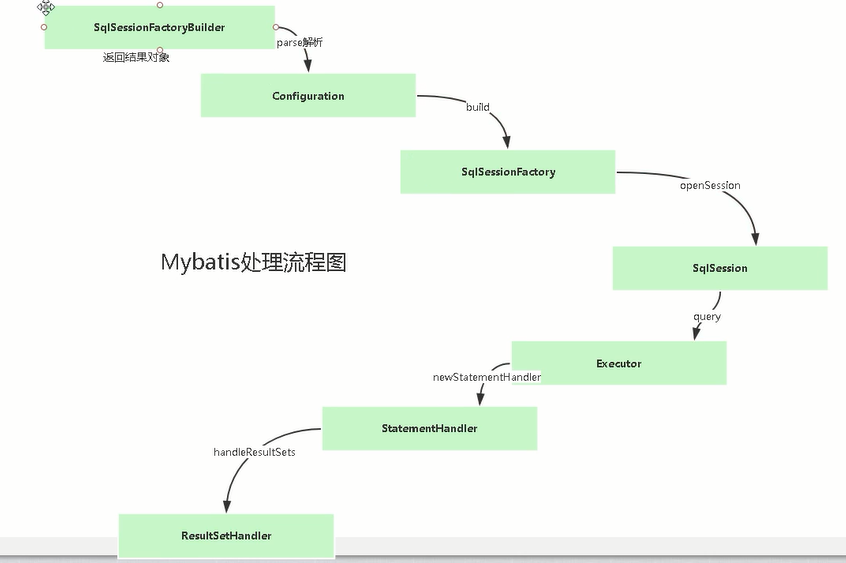 SqlSessionFactoryBuilder
parse解析
返回结果对象
Configuration
build
SqlSessionFactory
openSession
Mybatis处理流程图
SqlSession
query
Executor
newStatementHandler
StatementHandler
handleResultSets
ResultSetHandler